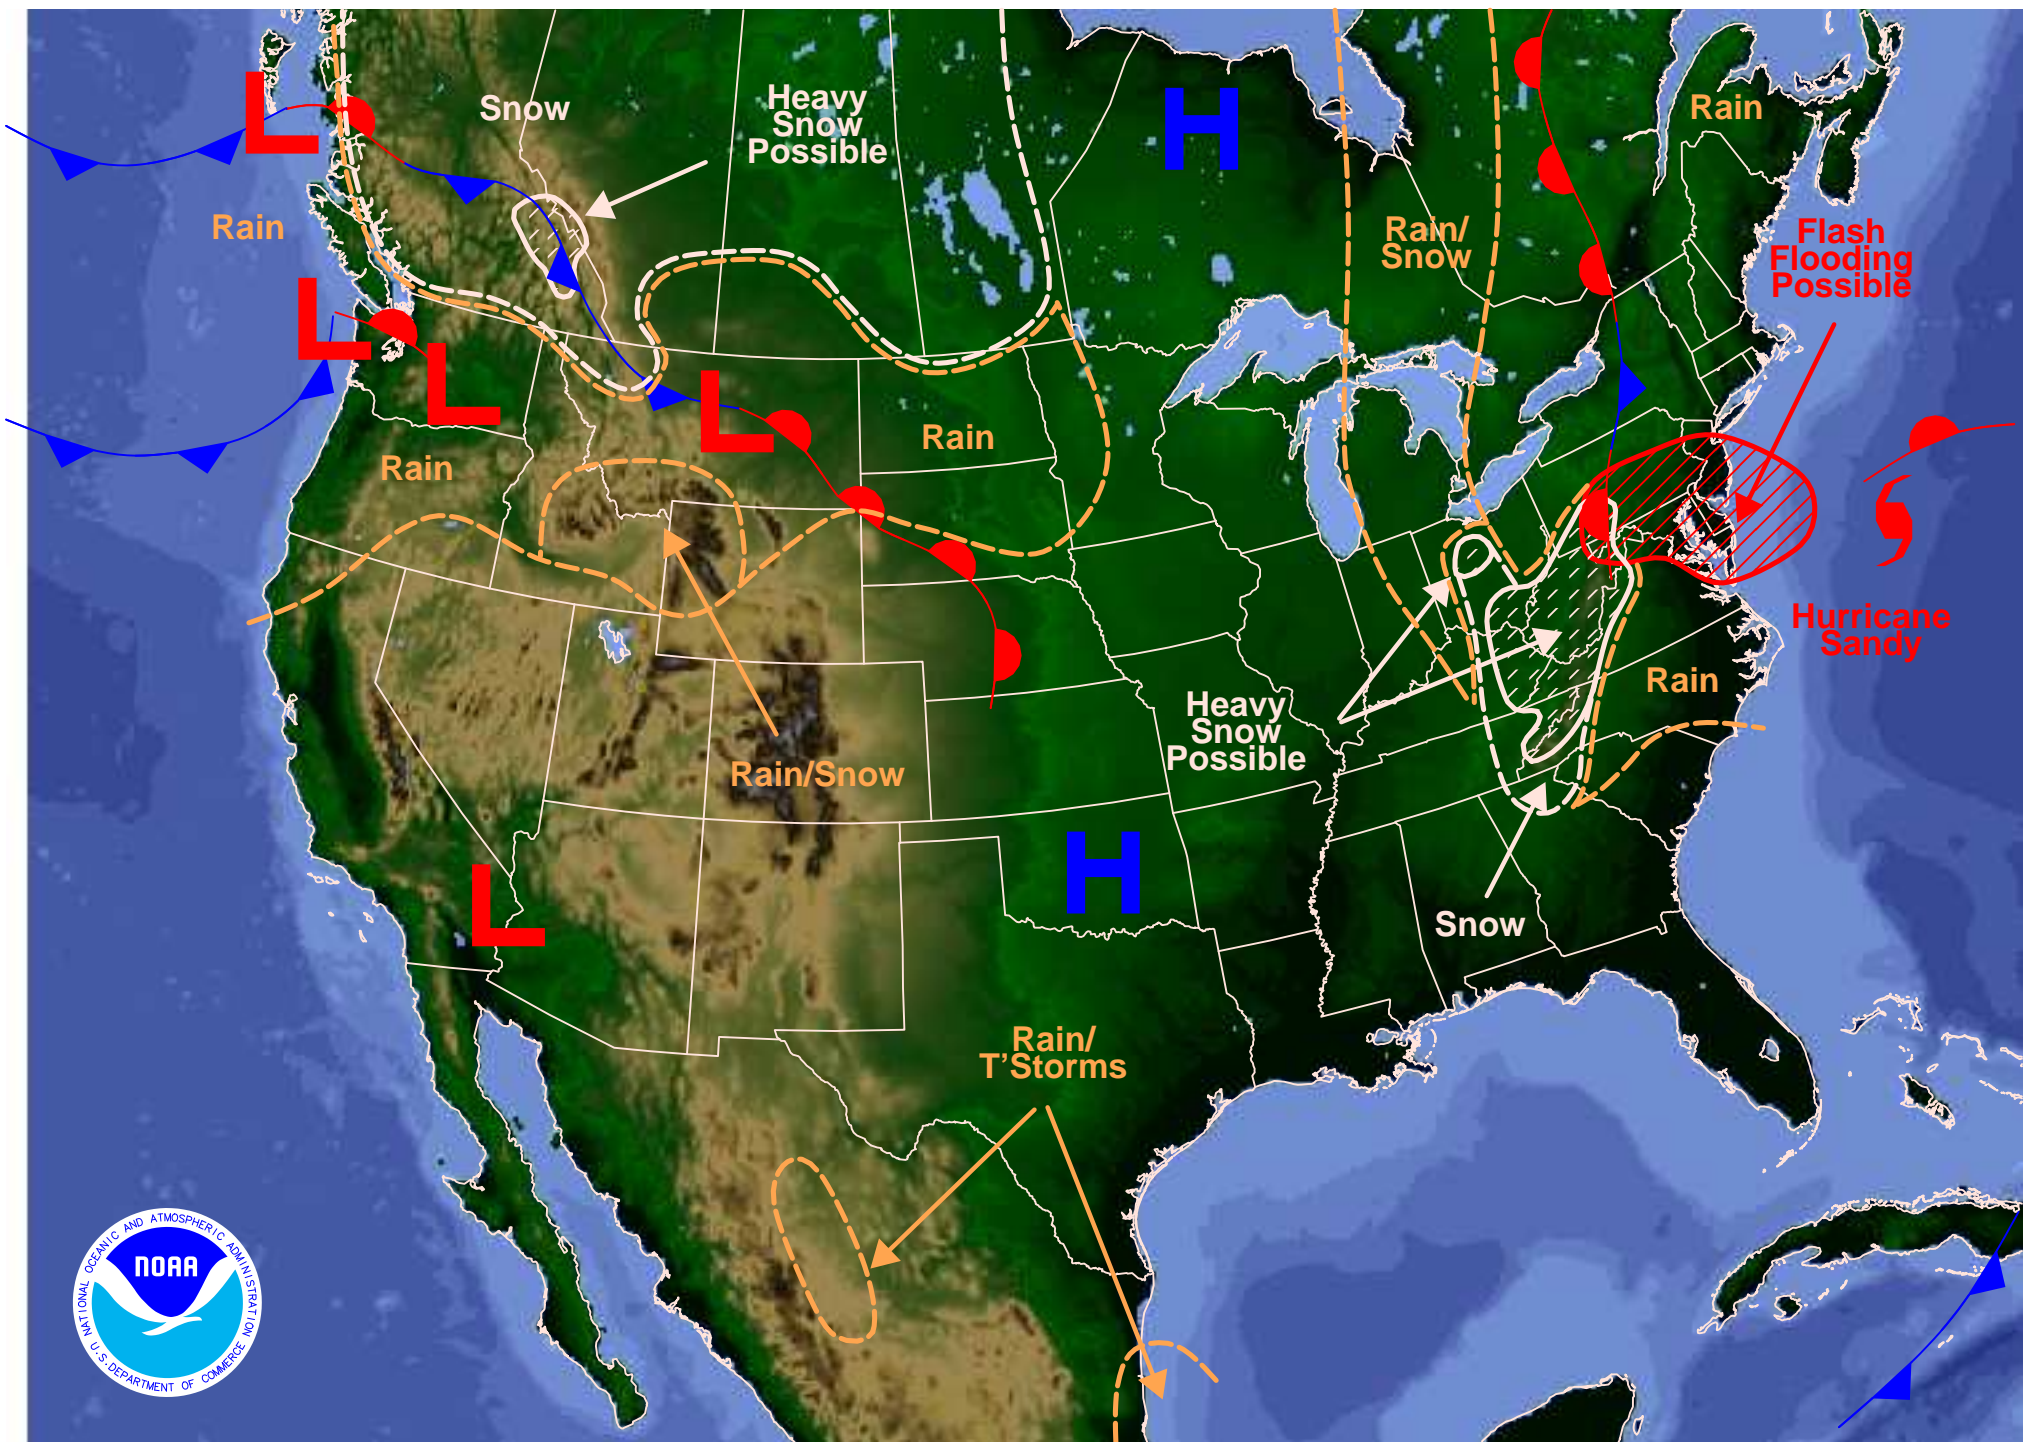 L
Snow
Heavy
Snow
Possible
H
Rain
Rain
Rain/
Snow
Flash
Flooding
Possible
L
L
L
Rain
Rain
Hurricane
Sandy
Rain
Heavy
Snow
Possible
Rain/Snow
H
L
Snow
Rain/
T'Storms
NATIONAL OCEANIC AND ATMOSPHERIC ADMINISTRATION
NOAA
U.S. DEPARTMENT OF COMMERCE